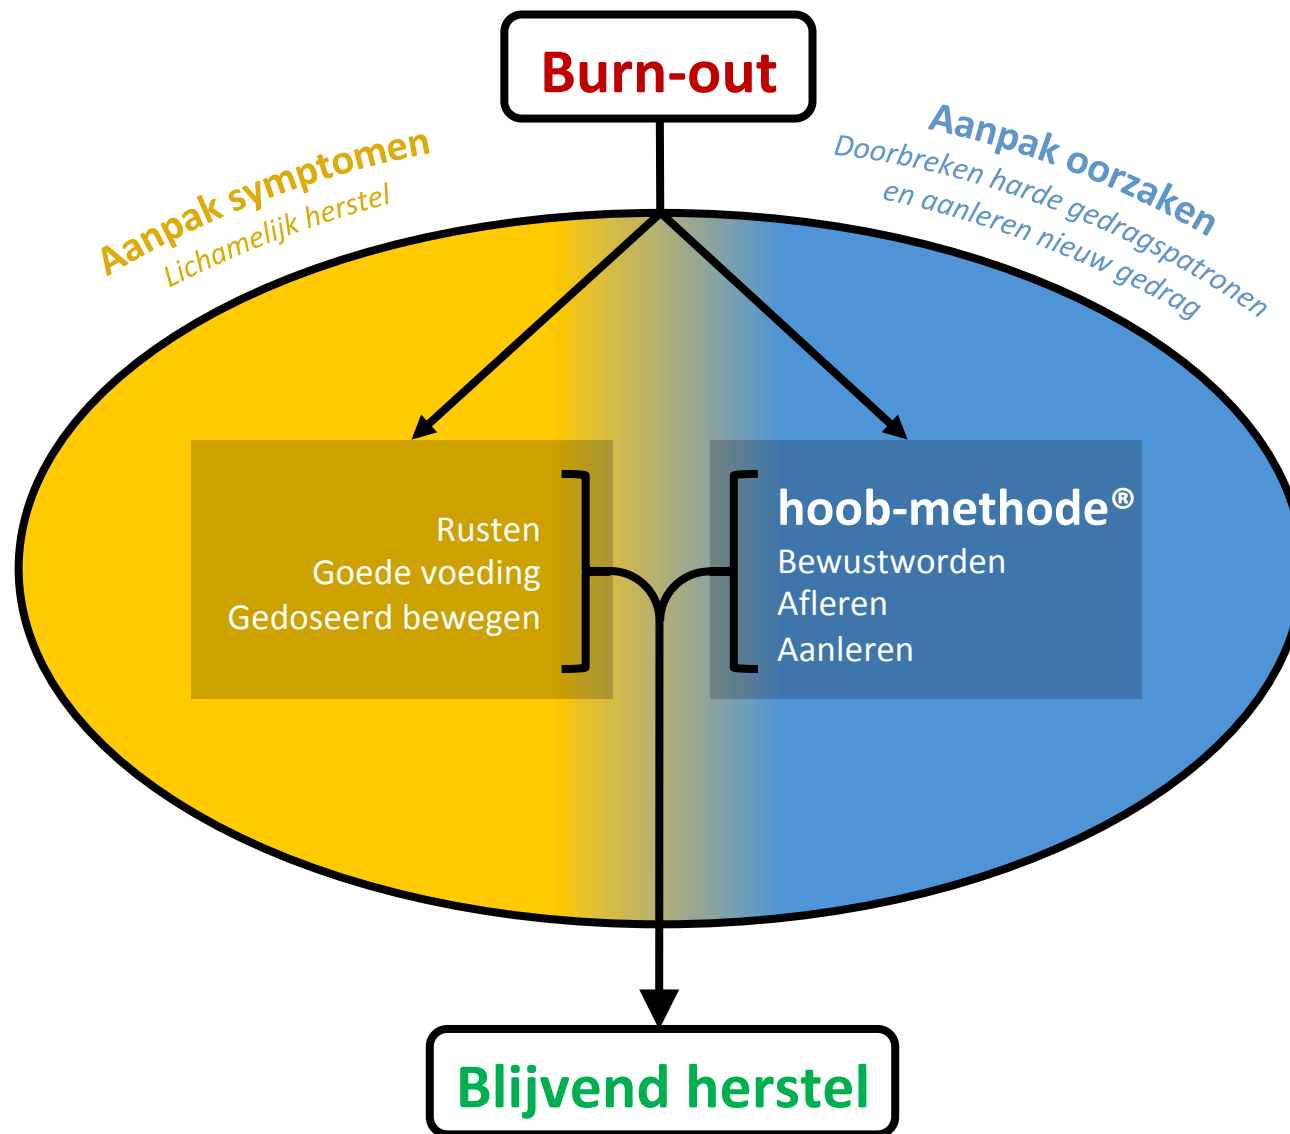 Burn-out
Aanpak symptomen
Lichamelijk herstel
Aanpak oorzaken
Doorbreken harde gedragspatronen
en aanleren nieuw gedrag
Rusten
Goede voeding
Gedoseerd bewegen
hoob-methode®
Bewustworden
Afleren
Aanleren
Blijvend herstel